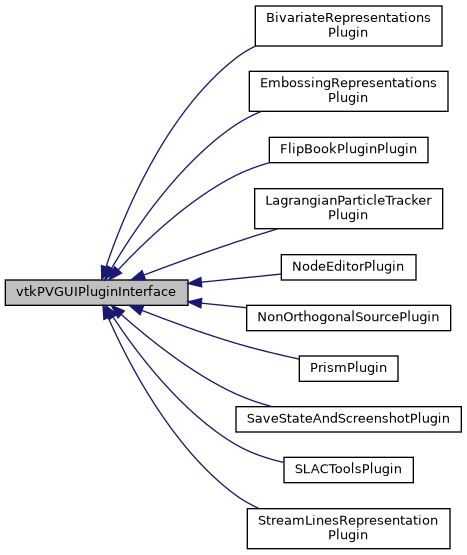 BivariateRepresentations
Plugin
EmbossingRepresentations
Plugin
FlipBookPluginPlugin
LagrangianParticleTracker
Plugin
vtkPVGUIPluginInterface
NodeEditorPlugin
NonOrthogonalSourcePlugin
PrismPlugin
SaveStateAndScreenshotPlugin
SLACToolsPlugin
StreamLinesRepresentation
Plugin